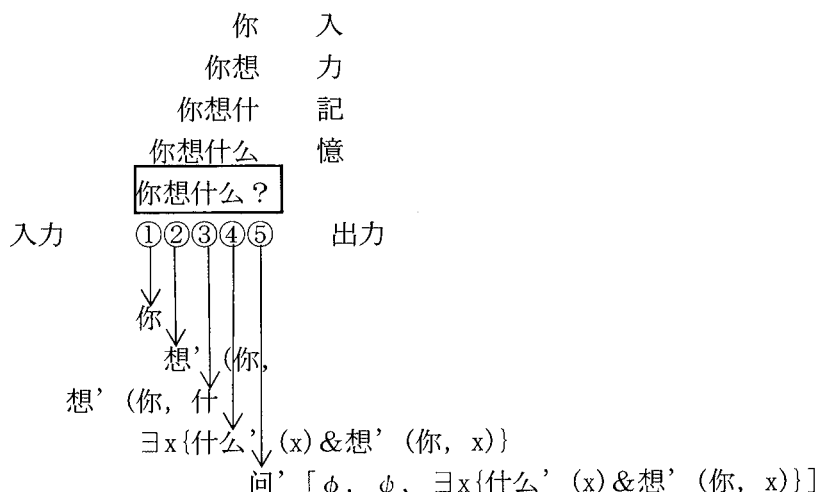 你 入
你想 力
你想什 記
你想什么 憶
你想什么？
入力 ①②③④⑤ 出力
你
想’(你,
想’(你, 什
∃x{什么’(x)&想’(你, x)}
问’[φ, ψ, ∃x{什么’(x)&想’(你, x)}]